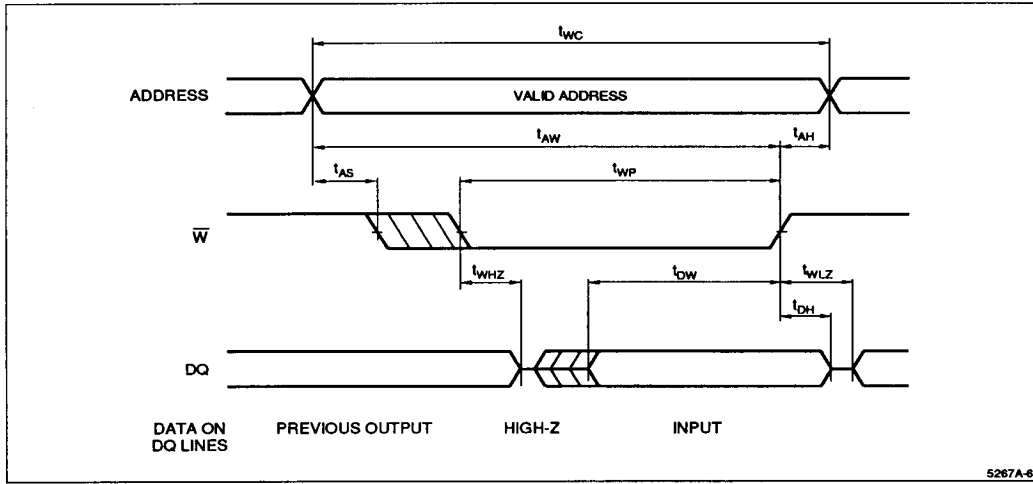 tWC
ADDRESS
VALID ADDRESS
tAW
tAH
tAS
tWP
W̅
tWHZ
tDW
tWLZ
tDH
DQ
DATA ON
DQ LINES
PREVIOUS OUTPUT
HIGH-Z
INPUT
5267A-6